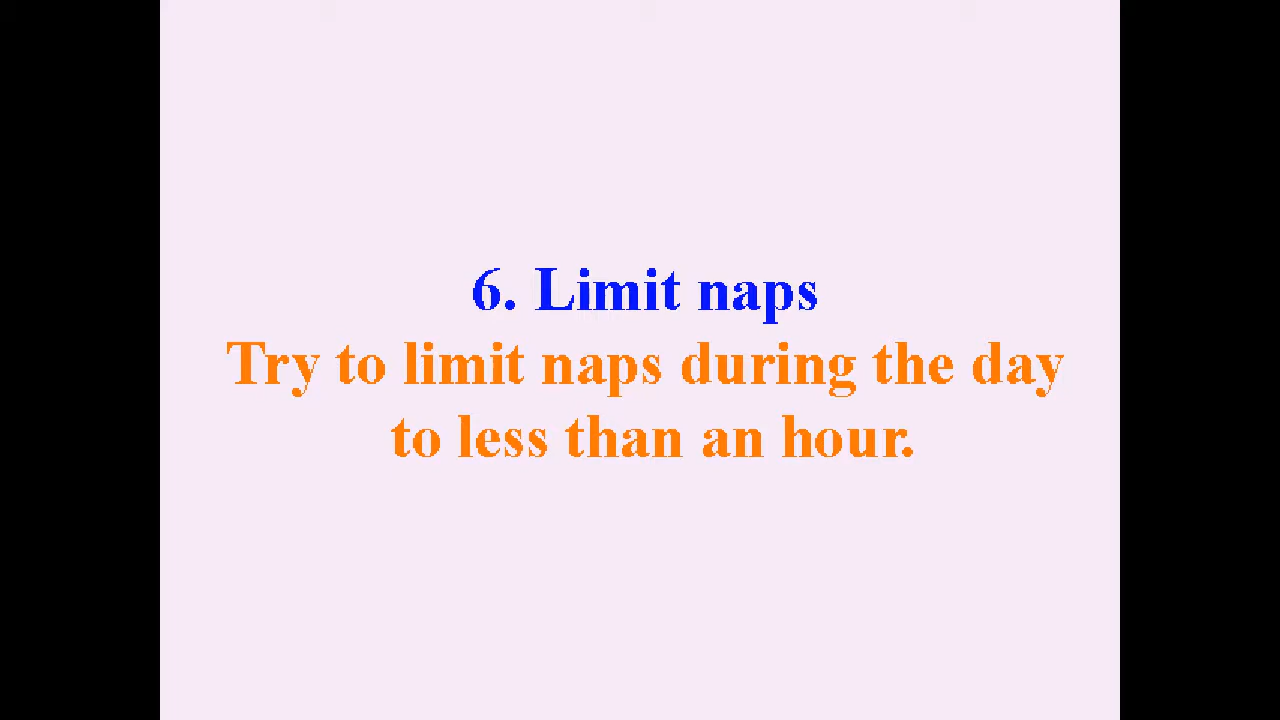 6. Limit naps
Try to limit naps during the day
to less than an hour.